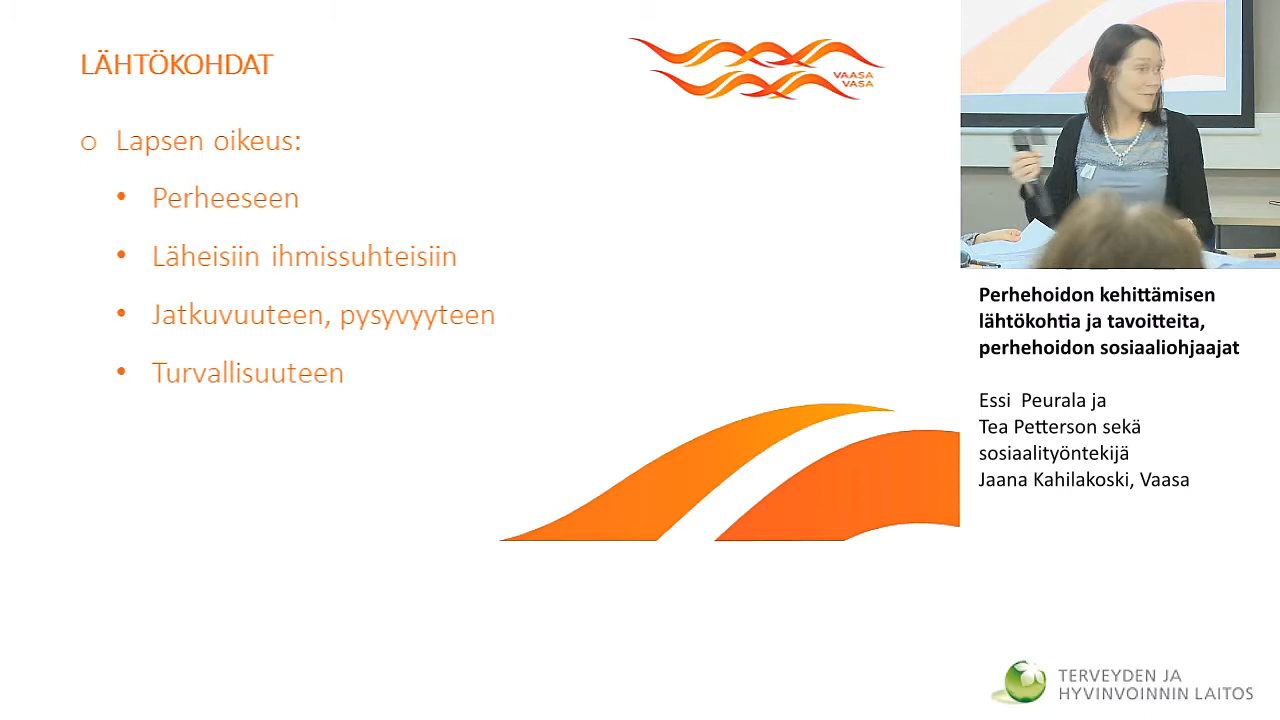 LÄHTÖKOHDAT
VAASA
VASA
o Lapsen oikeus:
• Perheeseen
• Läheisiin ihmissuhteisiin
• Jatkuvuuteen, pysyvyyteen
• Turvallisuuteen
Perhehoidon kehittämisen
lähtökohtia ja tavoitteita,
perhehoidon sosiaaliohjaajat
Essi Peurala ja
Tea Petterson sekä
sosiaalityöntekijä
Jaana Kahilakoski, Vaasa
TERVEYDEN JA
HYVINVOINNIN LAITOS